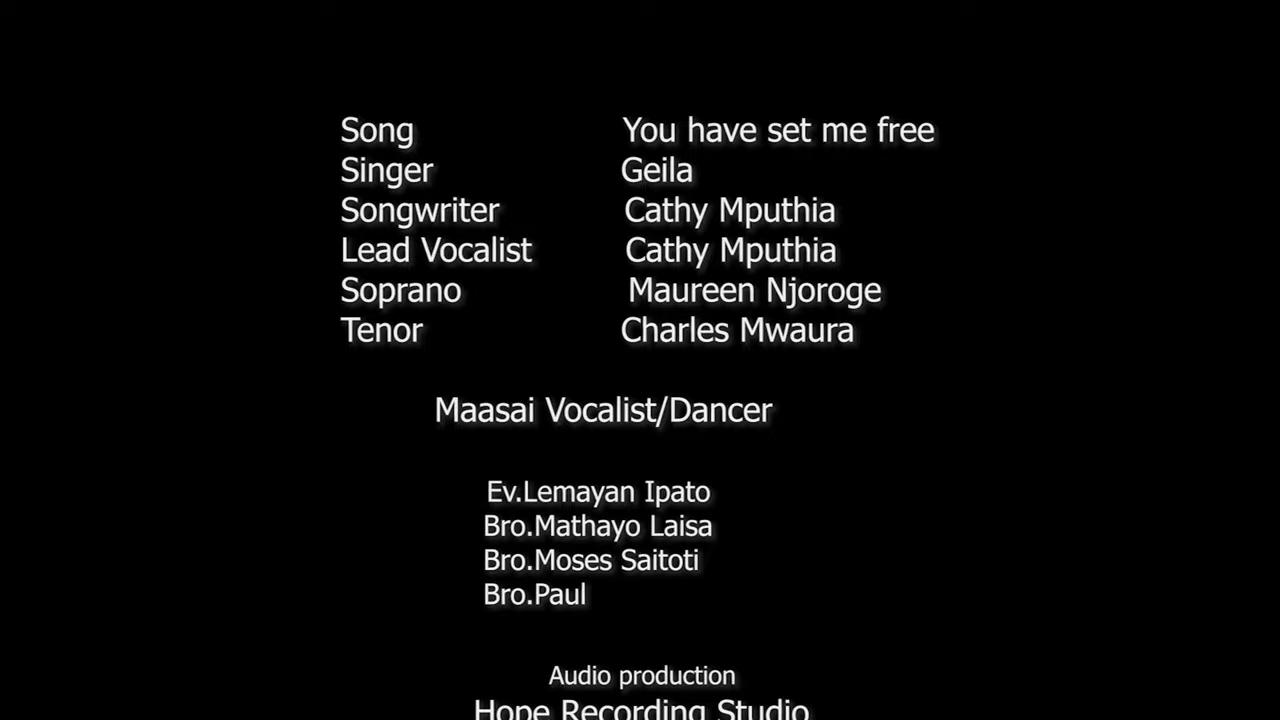 Song You have set me free
Singer Geila
Songwriter Cathy Mputhia
Lead Vocalist Cathy Mputhia
Soprano Maureen Njoroge
Tenor Charles Mwaura
Maasai Vocalist/Dancer
Ev.Lemayan Ipato
Bro.Mathayo Laisa
Bro.Moses Saitoti
Bro.Paul
Audio production
Hope Recording Studio